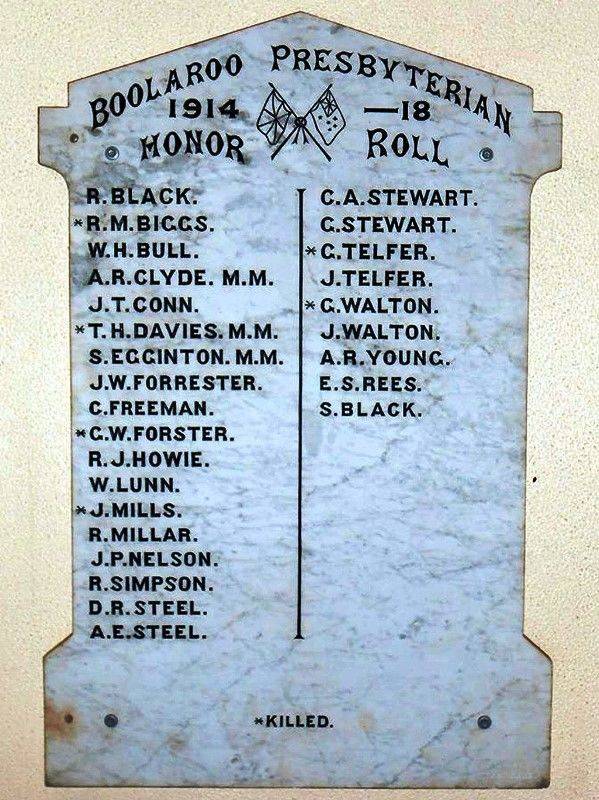 BOOLAROO PRESBYTERIAN
1914 —18
HONOR ROLL
R. BLACK.
*R.M. BIGGS.
W.H. BULL.
A.R. CLYDE. M.M.
J.T. CONN.
*T.H. DAVIES. M.M.
S. EGGINTON. M.M.
J.W. FORRESTER.
G. FREEMAN.
*G.W. FORSTER.
R.J. HOWIE.
W. LUNN.
*J. MILLS.
R. MILLAR.
J.P. NELSON.
R. SIMPSON.
D.R. STEEL.
A.E. STEEL.
C.A. STEWART.
G. STEWART.
*G. TELFER.
J. TELFER.
*G. WALTON.
J. WALTON.
A.R. YOUNG.
E.S. REES.
S. BLACK.
*KILLED.